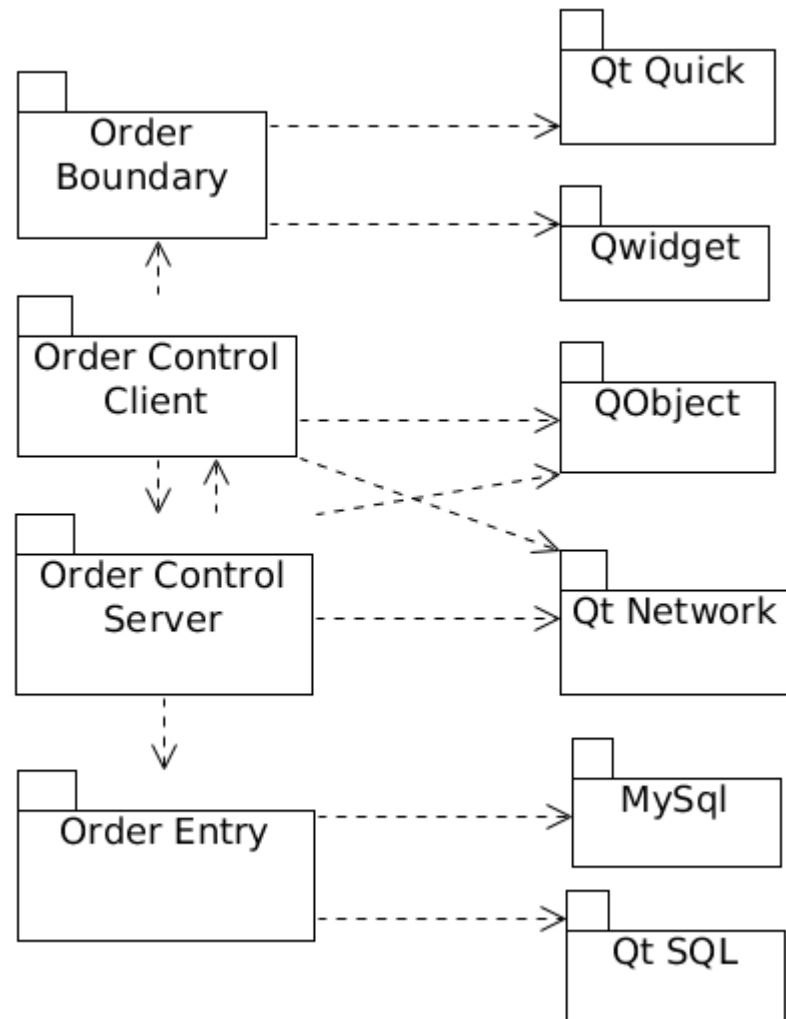 Qt Quick
Order
Boundary
Qwidget
Order Control
Client
QObject
Order Control
Server
Qt Network
MySql
Order Entry
Qt SQL